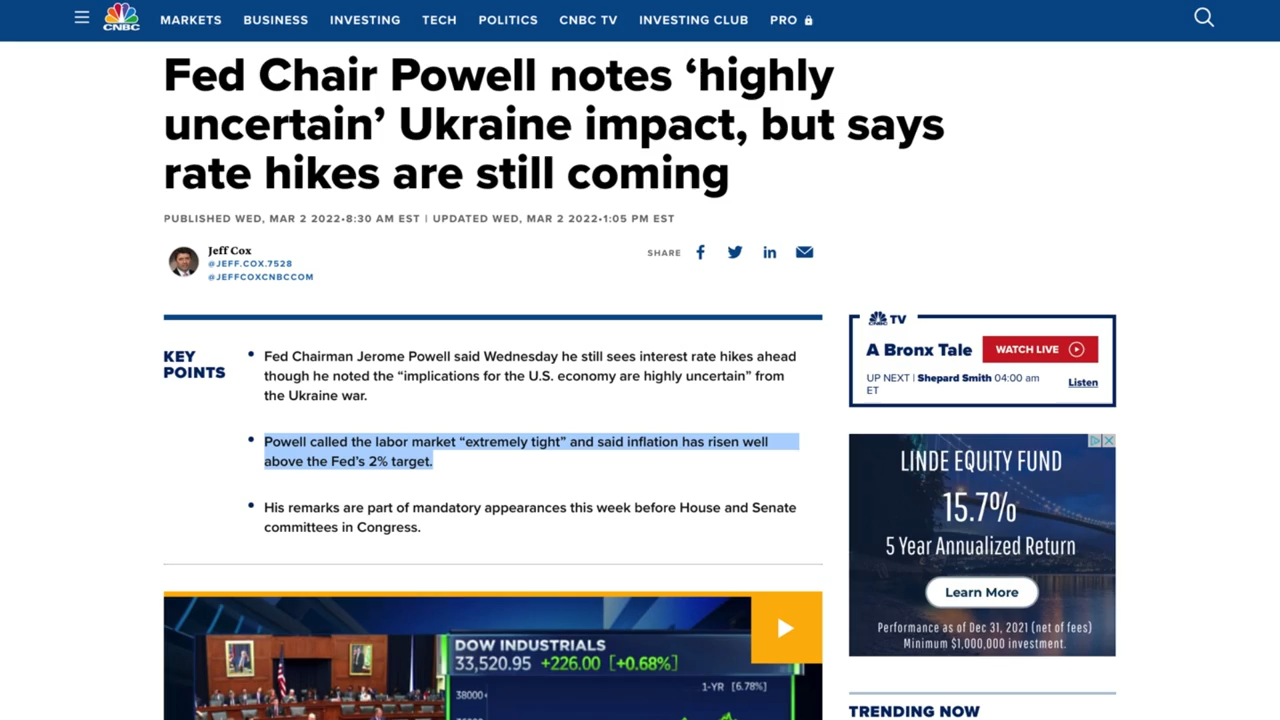 CNBC
MARKETS BUSINESS INVESTING TECH POLITICS CNBC TV INVESTING CLUB PRO
Fed Chair Powell notes ‘highly
uncertain’ Ukraine impact, but says
rate hikes are still coming
PUBLISHED WED, MAR 2 2022•8:30 AM EST | UPDATED WED, MAR 2 2022•1:05 PM EST
Jeff Cox
@JEFF.COX.7528
@JEFFCOXCNBCCOM
SHARE
KEY
POINTS
Fed Chairman Jerome Powell said Wednesday he still sees interest rate hikes ahead
though he noted the “implications for the U.S. economy are highly uncertain” from
the Ukraine war.
Powell called the labor market “extremely tight” and said inflation has risen well
above the Fed’s 2% target.
His remarks are part of mandatory appearances this week before House and Senate
committees in Congress.
DOW INDUSTRIALS
33,520.95 +226.00 [+0.68%]
1-YR [6.78%]
38000
CNBC TV
A Bronx Tale
WATCH LIVE
UP NEXT | Shepard Smith 04:00 am
ET
Listen
LINDE EQUITY FUND
15.7%
5 Year Annualized Return
Learn More
Performance as of Dec 31, 2021 (net of fees)
Minimum $1,000,000 investment.
TRENDING NOW